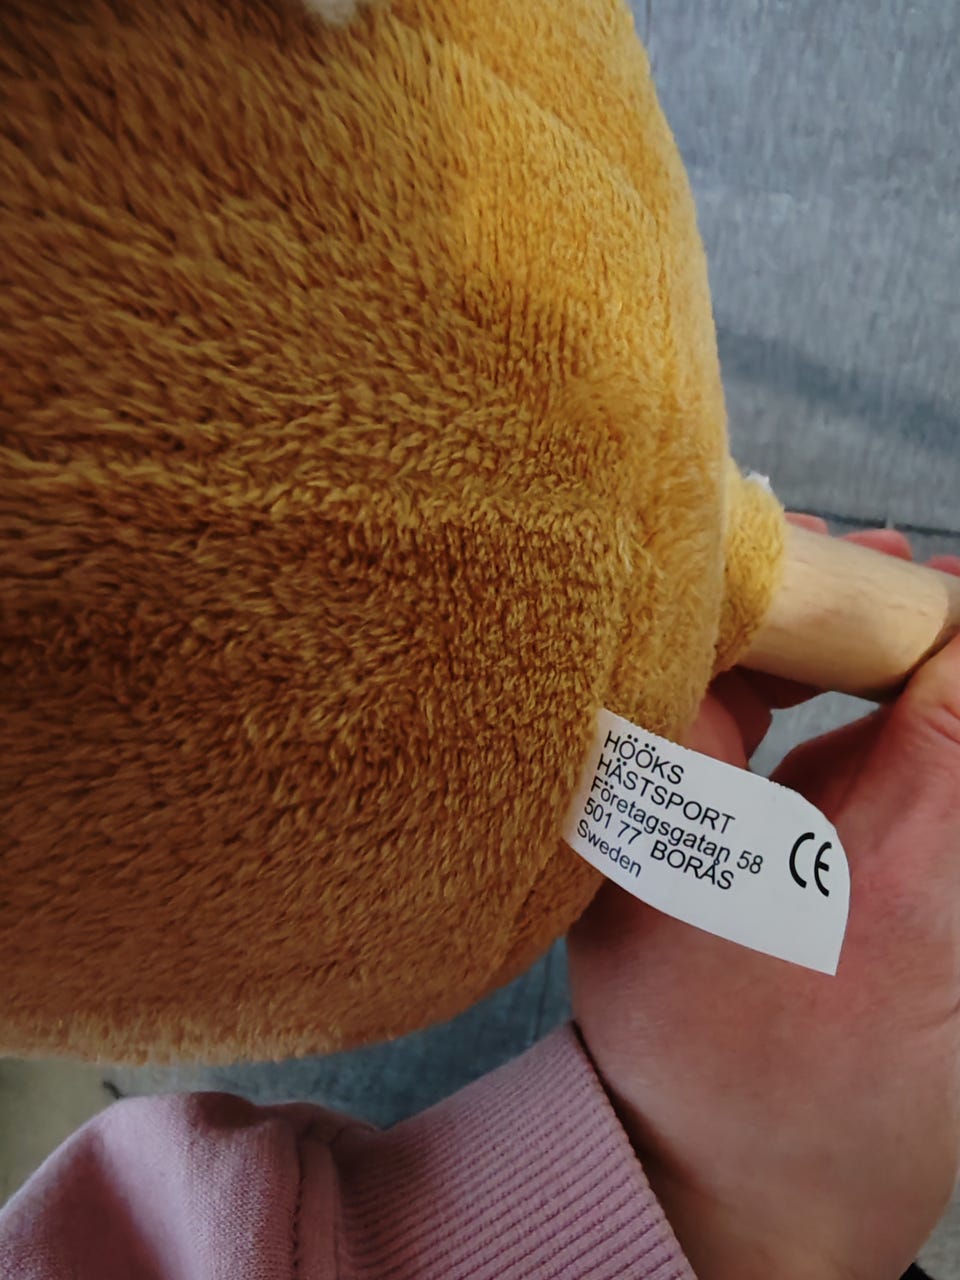 HÖÖKS
HÄSTSPORT
Företagsgatan 58
501 77 BORÅS
Sweden
CE